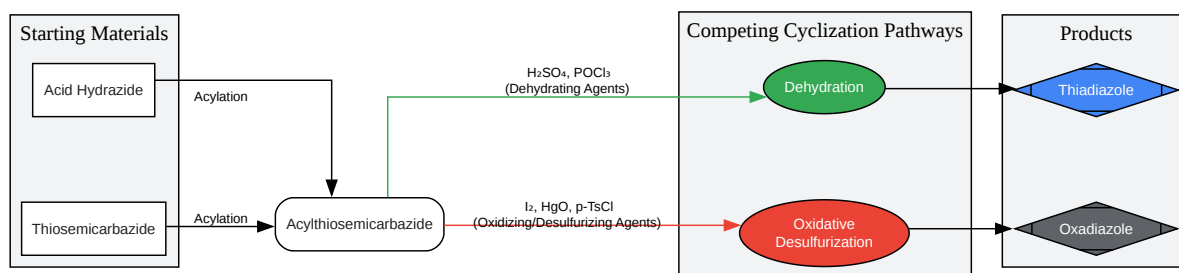 Starting Materials
Competing Cyclization Pathways
Products
Acid Hydrazide
Acylation
H₂SO₄, POCl₃
(Dehydrating Agents)
Dehydration
Thiadiazole
Thiosemicarbazide
Acylation
Acylthiosemicarbazide
I₂, HgO, p-TsCl
(Oxidizing/Desulfurizing Agents)
Oxidative
Desulfurization
Oxadiazole